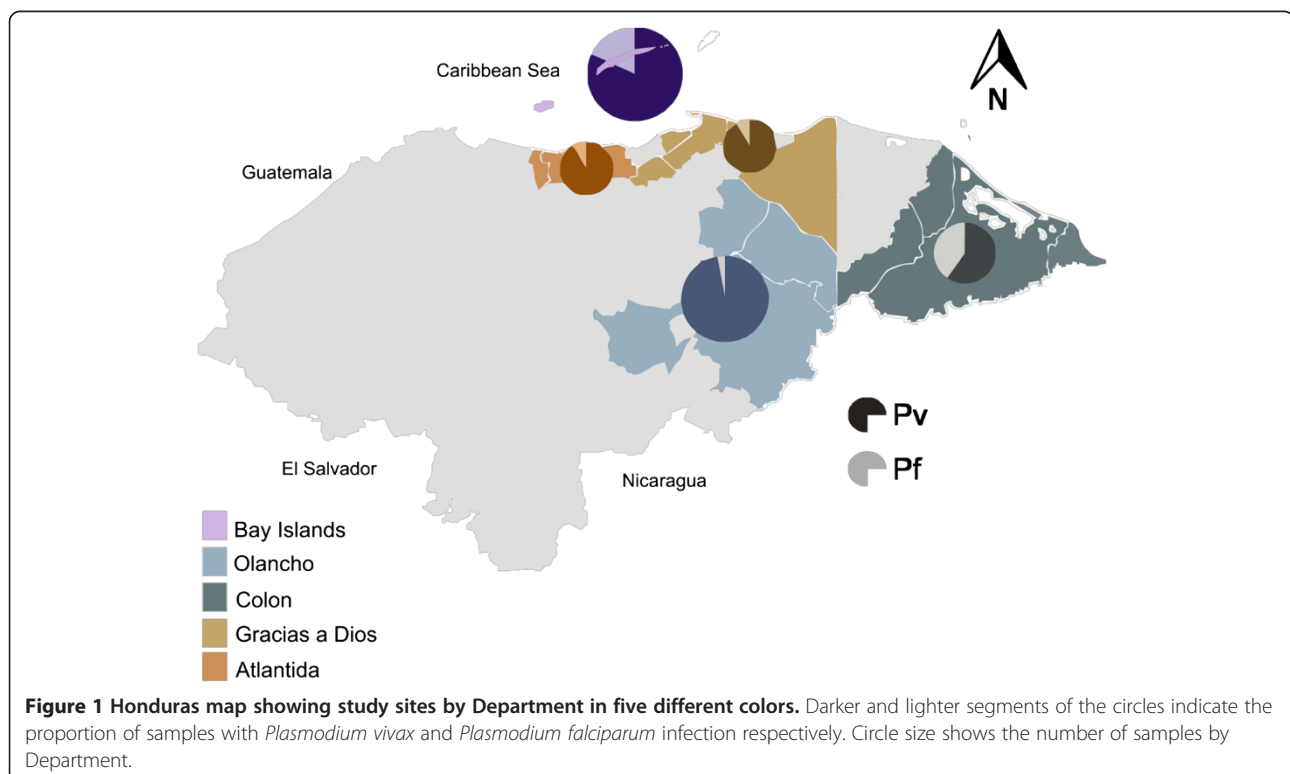 Caribbean Sea
N
Guatemala
Pv
Pf
El Salvador
Nicaragua
Bay Islands
Olancho
Colon
Gracias a Dios
Atlantida
Figure 1 Honduras map showing study sites by Department in five different colors. Darker and lighter segments of the circles indicate the
proportion of samples with Plasmodium vivax and Plasmodium falciparum infection respectively. Circle size shows the number of samples by
Department.